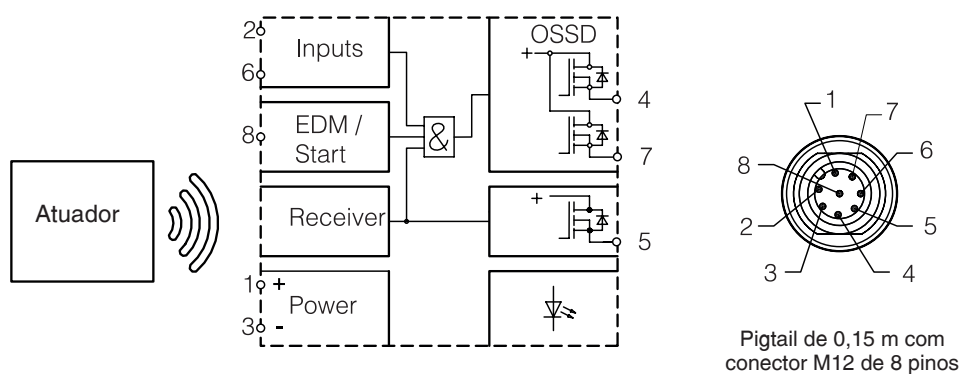 2
Inputs
6
8
EDM /
Start
&
OSSD
+
4
7
Atuador
Receiver
+
5
1 +
Power
3 -
1
7
8
6
2
5
3
4
Pigtail de 0,15 m com
conector M12 de 8 pinos